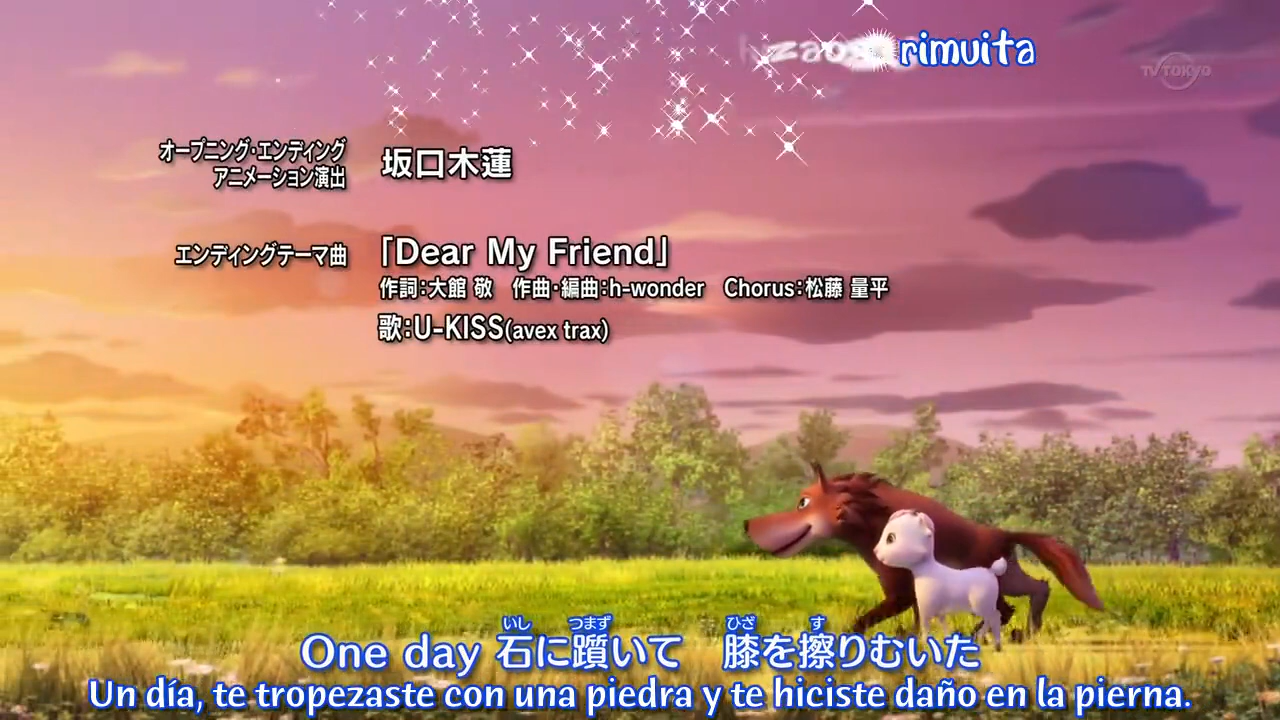 rimuita
TV TOKYO
オープニング・エンディング
アニメーション演出
坂口木蓮
エンディングテーマ曲
「Dear My Friend」
作詞:大舘 敬 作曲・編曲:h-wonder Chorus:松藤 量平
歌:U-KISS(avex trax)
いし つまず ひざ す
One day 石に躓いて 膝を擦りむいた
Un día, te tropezaste con una piedra y te hiciste daño en la pierna.